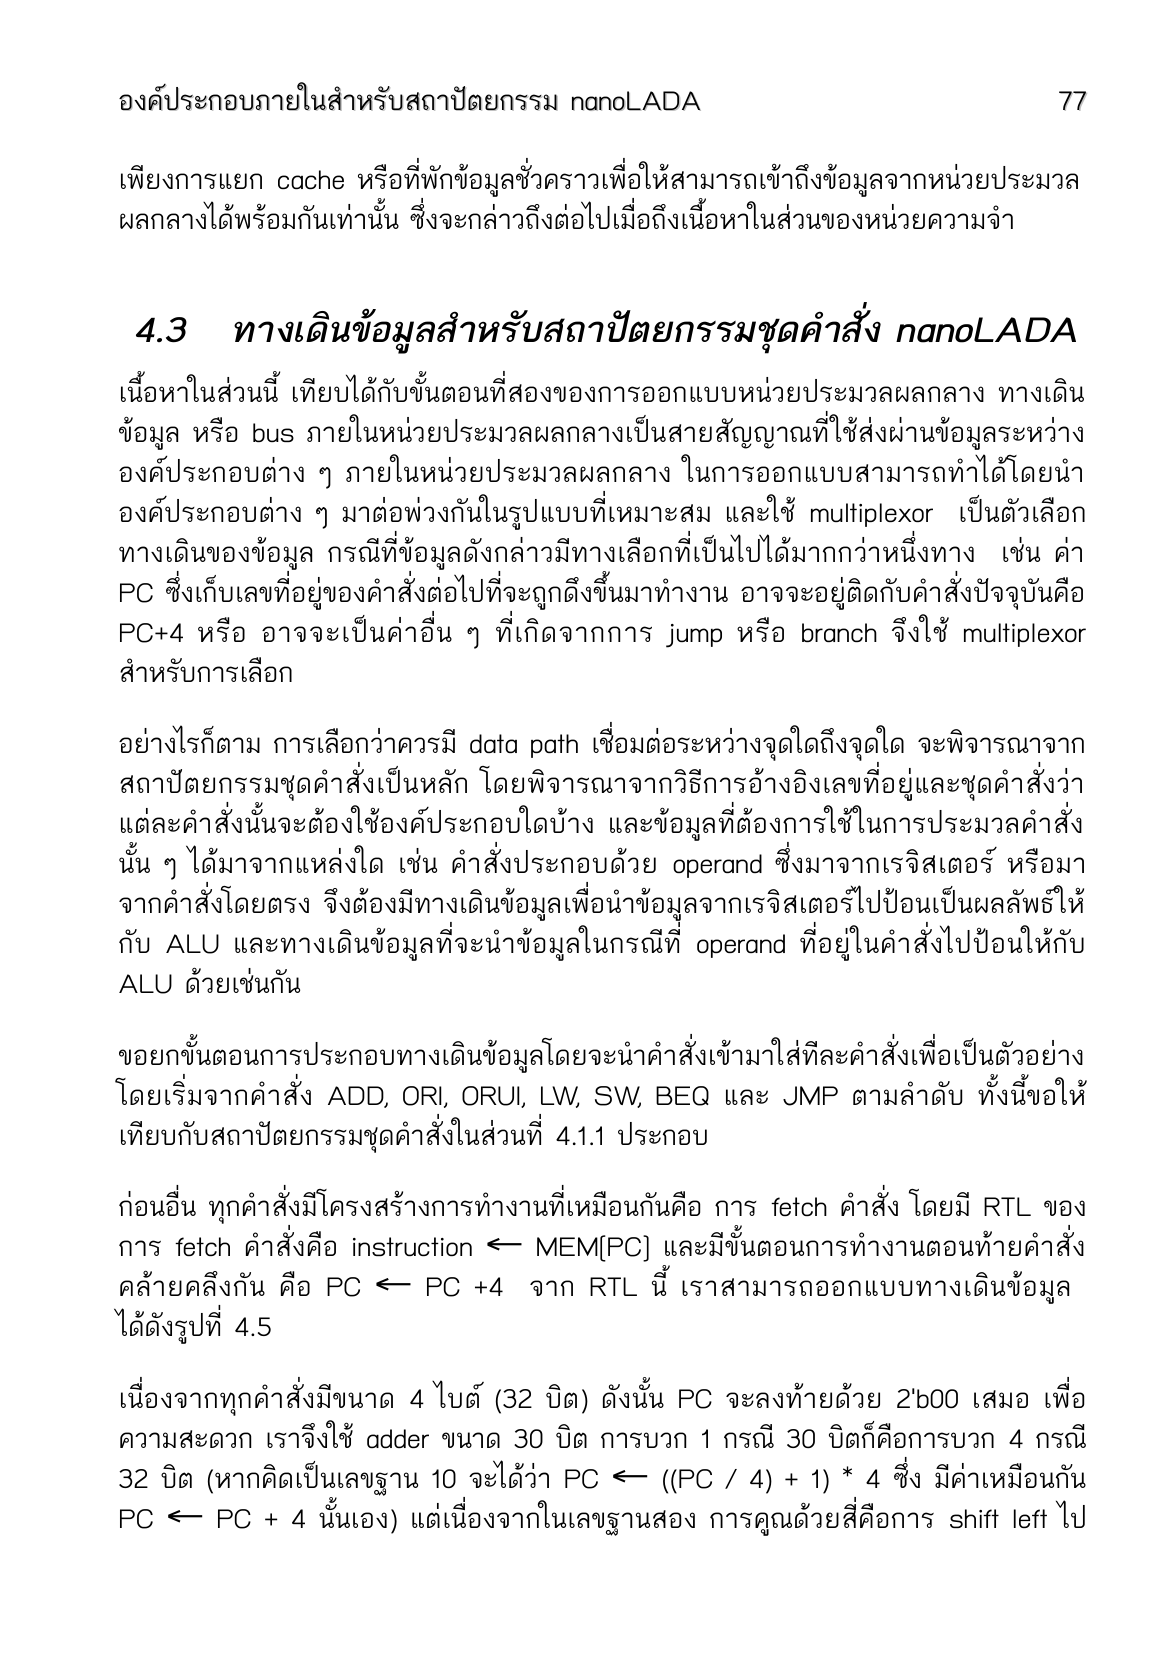 องค์ประกอบภายในสำหรับสถาปัตยกรรม nanoLADA 77
เพียงการแยก cache หรือที่พักข้อมูลชั่วคราวเพื่อให้สามารถเข้าถึงข้อมูลจากหน่วยประมวล
ผลกลางได้พร้อมกันเท่านั้น ซึ่งจะกล่าวถึงต่อไปเมื่อถึงเนื้อหาในส่วนของหน่วยความจำ
4.3 ทางเดินข้อมูลสำหรับสถาปัตยกรรมชุดคำสั่ง nanoLADA
เนื้อหาในส่วนนี้ เทียบได้กับขั้นตอนที่สองของการออกแบบหน่วยประมวลผลกลาง ทางเดิน
ข้อมูล หรือ bus ภายในหน่วยประมวลผลกลางเป็นสายสัญญาณที่ใช้ส่งผ่านข้อมูลระหว่าง
องค์ประกอบต่าง ๆ ภายในหน่วยประมวลผลกลาง ในการออกแบบสามารถทำได้โดยนำ
องค์ประกอบต่าง ๆ มาต่อพ่วงกันในรูปแบบที่เหมาะสม และใช้ multiplexor เป็นตัวเลือก
ทางเดินของข้อมูล กรณีที่ข้อมูลดังกล่าวมีทางเลือกที่เป็นไปได้มากกว่าหนึ่งทาง เช่น ค่า
PC ซึ่งเก็บเลขที่อยู่ของคำสั่งต่อไปที่จะถูกดึงขึ้นมาทำงาน อาจจะอยู่ติดกับคำสั่งปัจจุบันคือ
PC+4 หรือ อาจจะเป็นค่าอื่น ๆ ที่เกิดจากการ jump หรือ branch จึงใช้ multiplexor
สำหรับการเลือก
อย่างไรก็ตาม การเลือกว่าควรมี data path เชื่อมต่อระหว่างจุดใดถึงจุดใด จะพิจารณาจาก
สถาปัตยกรรมชุดคำสั่งเป็นหลัก โดยพิจารณาจากวิธีการอ้างอิงเลขที่อยู่และชุดคำสั่งว่า
แต่ละคำสั่งนั้นจะต้องใช้องค์ประกอบใดบ้าง และข้อมูลที่ต้องการใช้ในการประมวลคำสั่ง
นั้น ๆ ได้มาจากแหล่งใด เช่น คำสั่งประกอบด้วย operand ซึ่งมาจากเรจิสเตอร์ หรือมา
จากคำสั่งโดยตรง จึงต้องมีทางเดินข้อมูลเพื่อนำข้อมูลจากเรจิสเตอร์ไปป้อนเป็นผลลัพธ์ให้
กับ ALU และทางเดินข้อมูลที่จะนำข้อมูลในกรณีที่ operand ที่อยู่ในคำสั่งไปป้อนให้กับ
ALU ด้วยเช่นกัน
ขอยกขั้นตอนการประกอบทางเดินข้อมูลโดยจะนำคำสั่งเข้ามาใส่ทีละคำสั่งเพื่อเป็นตัวอย่าง
โดยเริ่มจากคำสั่ง ADD, ORI, ORUI, LW, SW, BEQ และ JMP ตามลำดับ ทั้งนี้ขอให้
เทียบกับสถาปัตยกรรมชุดคำสั่งในส่วนที่ 4.1.1 ประกอบ
ก่อนอื่น ทุกคำสั่งมีโครงสร้างการทำงานที่เหมือนกันคือ การ fetch คำสั่ง โดยมี RTL ของ
การ fetch คำสั่งคือ instruction ← MEM[PC] และมีขั้นตอนการทำงานตอนท้ายคำสั่ง
คล้ายคลึงกัน คือ PC ← PC +4 จาก RTL นี้ เราสามารถออกแบบทางเดินข้อมูล
ได้ดังรูปที่ 4.5
เนื่องจากทุกคำสั่งมีขนาด 4 ไบต์ (32 บิต) ดังนั้น PC จะลงท้ายด้วย 2'b00 เสมอ เพื่อ
ความสะดวก เราจึงใช้ adder ขนาด 30 บิต การบวก 1 กรณี 30 บิตก็คือการบวก 4 กรณี
32 บิต (หากคิดเป็นเลขฐาน 10 จะได้ว่า PC ← ((PC / 4) + 1) * 4 ซึ่ง มีค่าเหมือนกัน
PC ← PC + 4 นั้นเอง) แต่เนื่องจากในเลขฐานสอง การคูณด้วยสี่คือการ shift left ไป